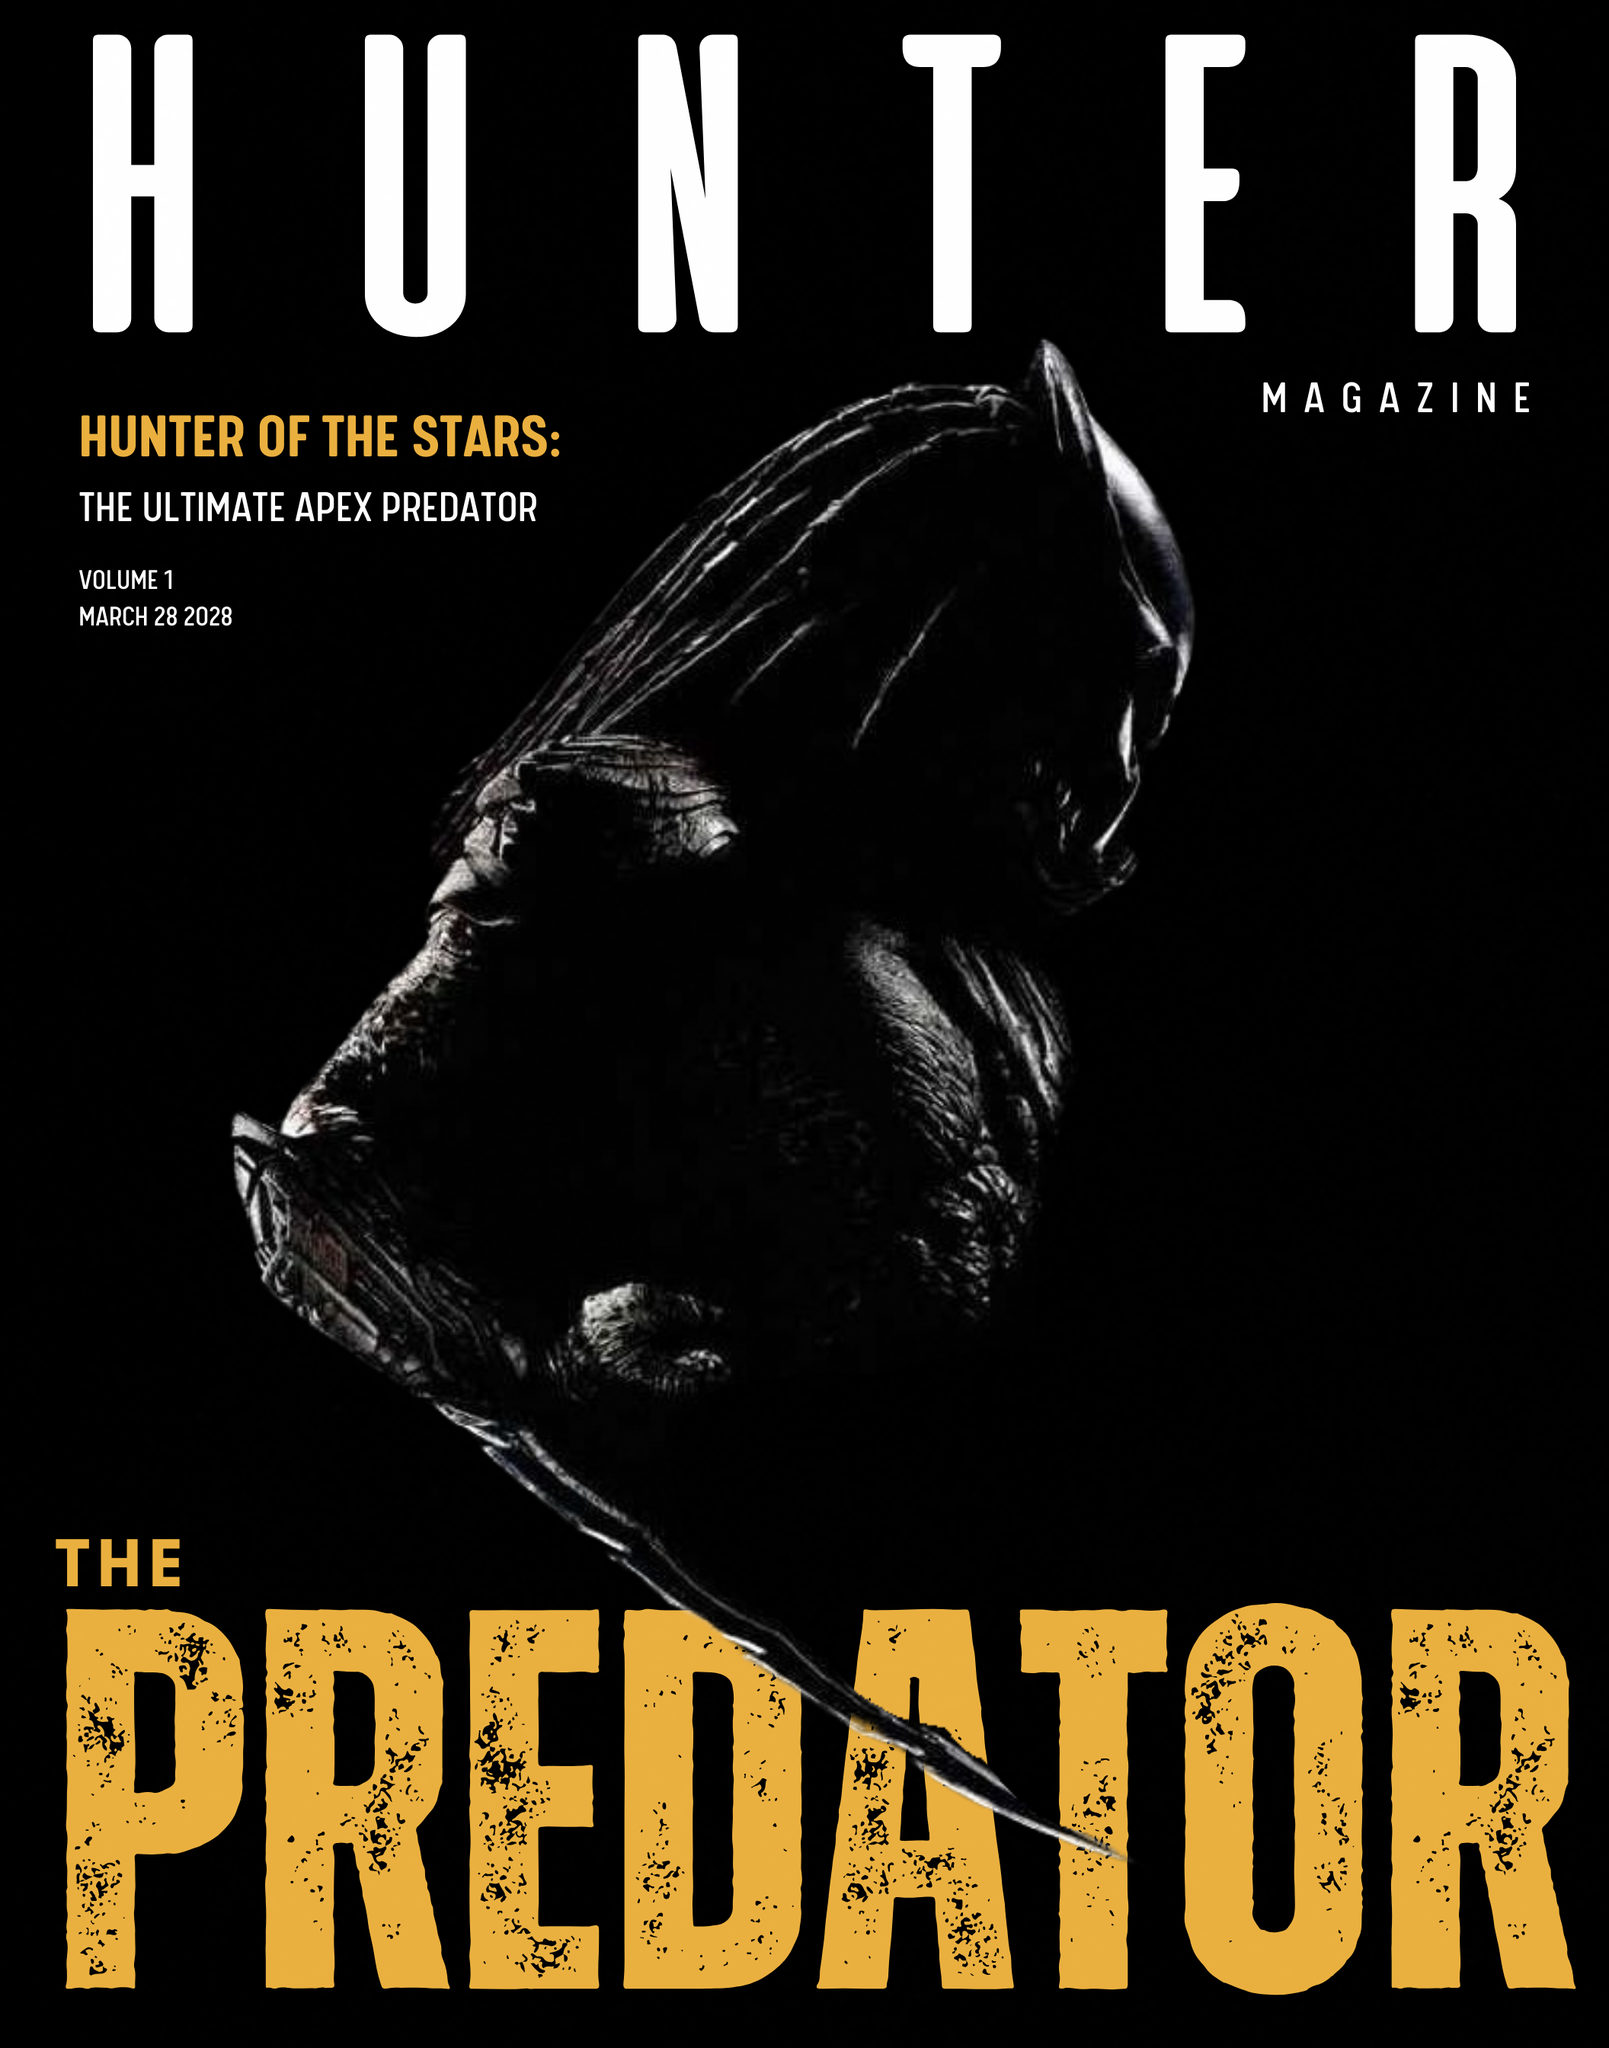 HUNTER
MAGAZINE
HUNTER OF THE STARS:
THE ULTIMATE APEX PREDATOR
VOLUME 1
MARCH 28 2028
THE
PREDATOR